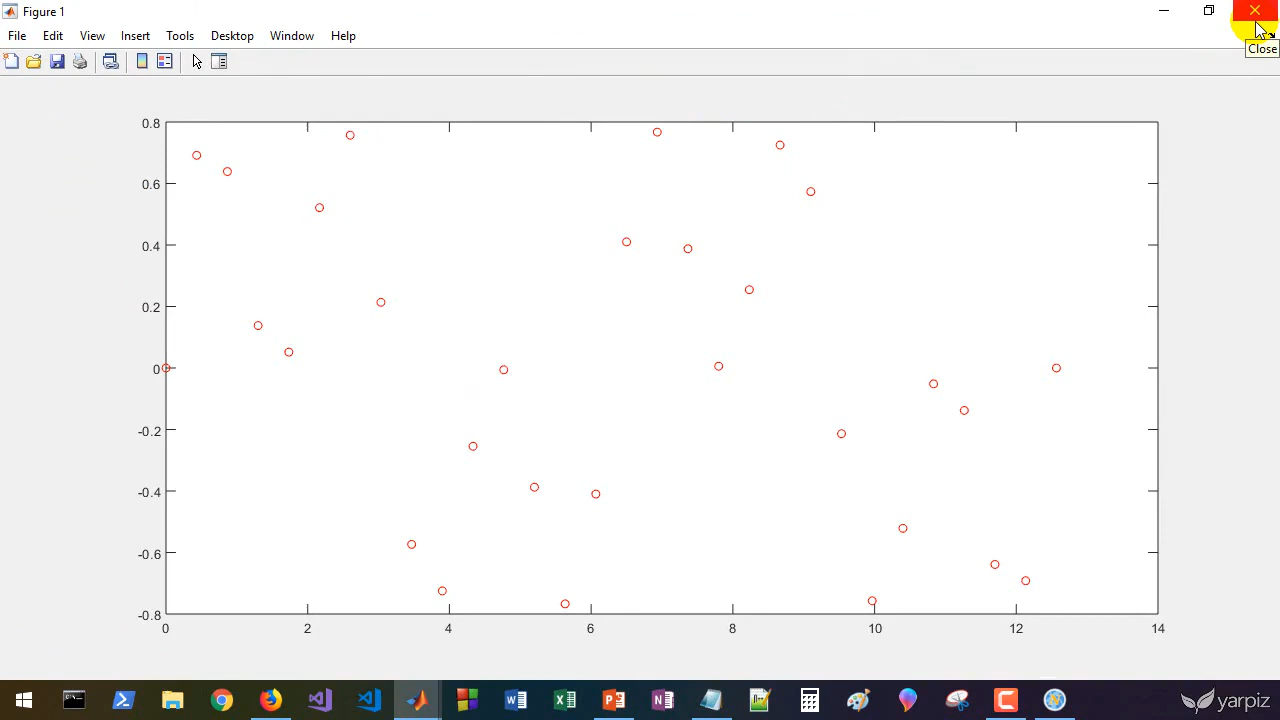 Figure 1
File Edit View Insert Tools Desktop Window Help
Close
0.8
0.6
0.4
0.2
0
-0.2
-0.4
-0.6
-0.8
0 2 4 6 8 10 12 14
yarpiz